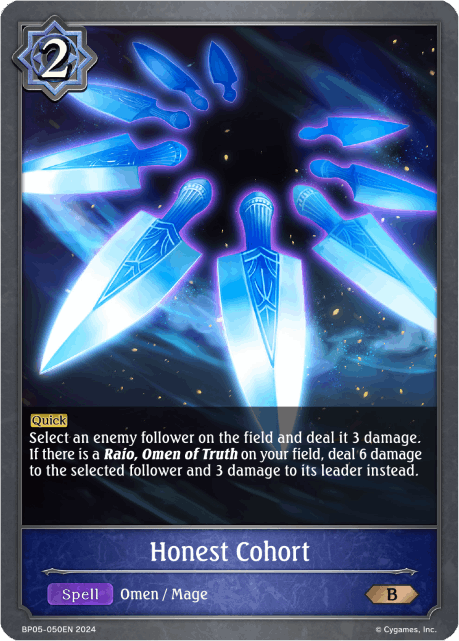 2
Quick
Select an enemy follower on the field and deal it 3 damage.
If there is a Raio, Omen of Truth on your field, deal 6 damage
to the selected follower and 3 damage to its leader instead.
Honest Cohort
Spell Omen / Mage B
BP05-050EN 2024 © Cygames, Inc.